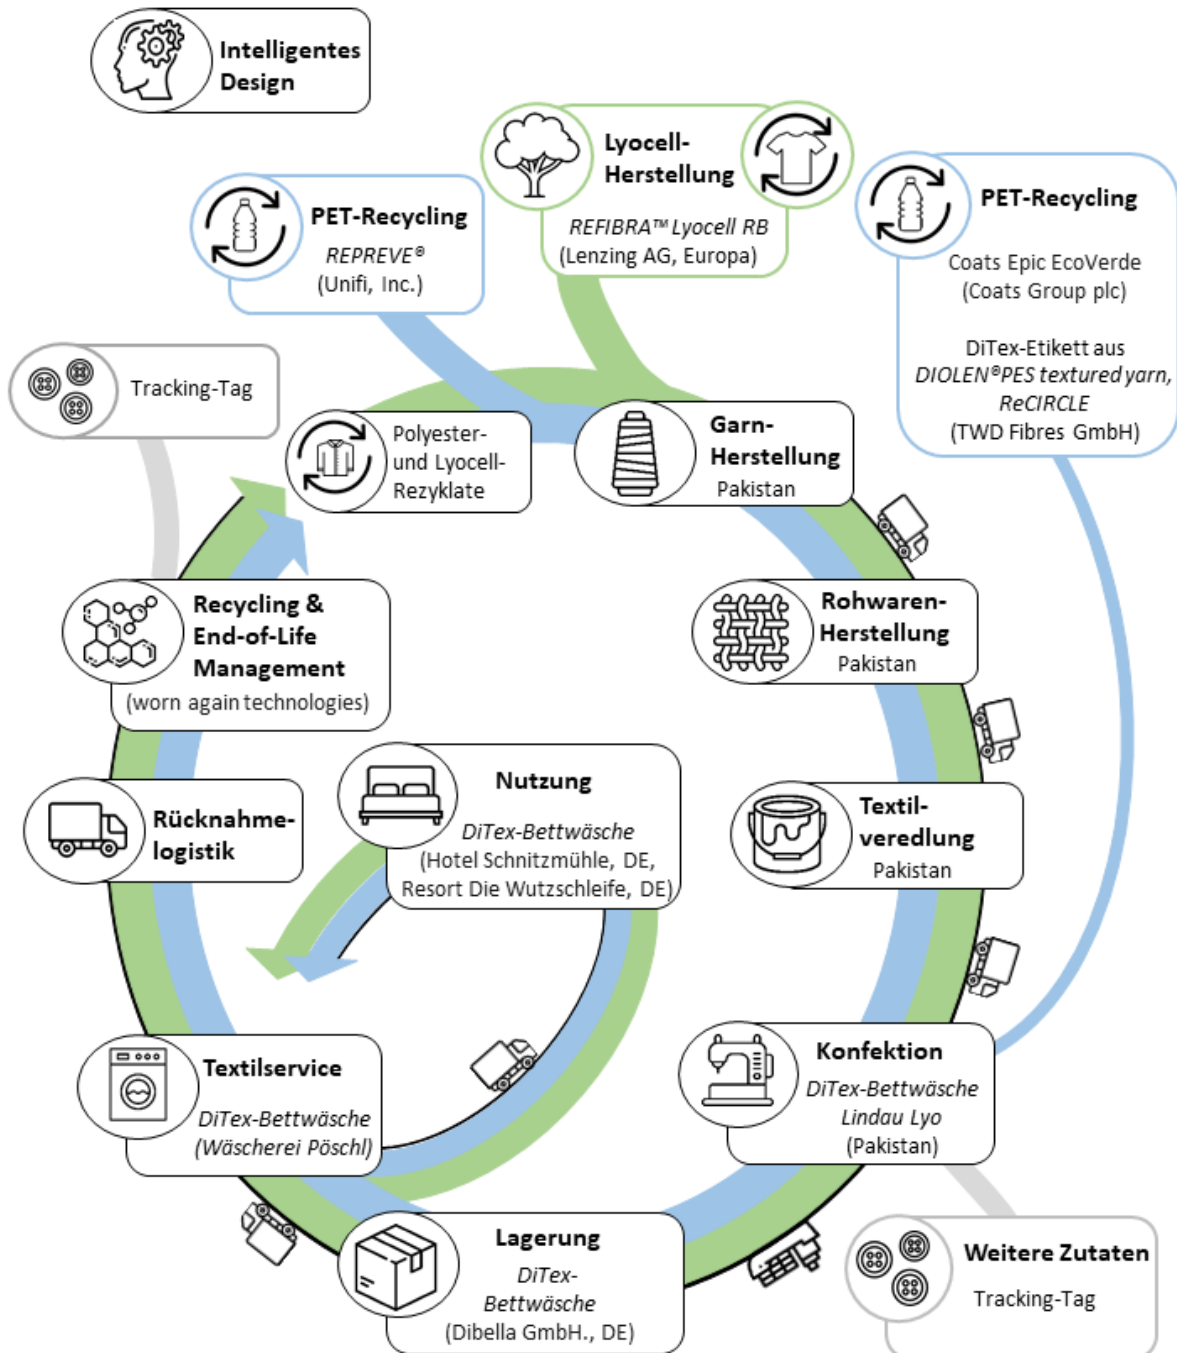 Intelligentes
Design
Lyocell-
Herstellung
REFIBRA™ Lyocell RB
(Lenzing AG, Europa)
PET-Recycling
REPREVE®
(Unifi, Inc.)
PET-Recycling
Coats Epic EcoVerde
(Coats Group plc)
DiTex-Etikett aus
DIOLEN®PES textured yarn,
ReCIRCLE
(TWD Fibres GmbH)
Tracking-Tag
Polyester-
und Lyocell-
Rezyklate
Garn-
Herstellung
Pakistan
Recycling &
End-of-Life
Management
(worn again technologies)
Rohwaren-
Herstellung
Pakistan
Rücknahme-
logistik
Nutzung
DiTex-Bettwäsche
(Hotel Schnitzmühle, DE,
Resort Die Wutzschleife, DE)
Textil-
veredlung
Pakistan
Textilservice
DiTex-Bettwäsche
(Wäscherei Pöschl)
Konfektion
DiTex-Bettwäsche
Lindau Lyo
(Pakistan)
Lagerung
DiTex-
Bettwäsche
(Dibella GmbH., DE)
Weitere Zutaten
Tracking-Tag